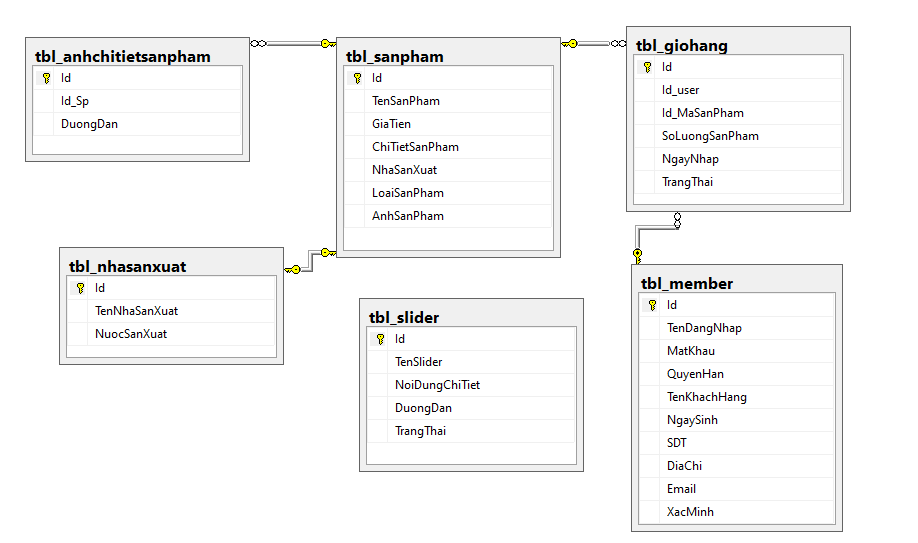 tbl_anhchitietsanpham
Id
Id_Sp
DuongDan
tbl_sanpham
Id
TenSanPham
GiaTien
ChiTietSanPham
NhaSanXuat
LoaiSanPham
AnhSanPham
tbl_giohang
Id
Id_user
Id_MaSanPham
SoLuongSanPham
NgayNhap
TrangThai
tbl_nhasanxuat
Id
TenNhaSanXuat
NuocSanXuat
tbl_slider
Id
TenSlider
NoiDungChiTiet
DuongDan
TrangThai
tbl_member
Id
TenDangNhap
MatKhau
QuyenHan
TenKhachHang
NgaySinh
SDT
DiaChi
Email
XacMinh